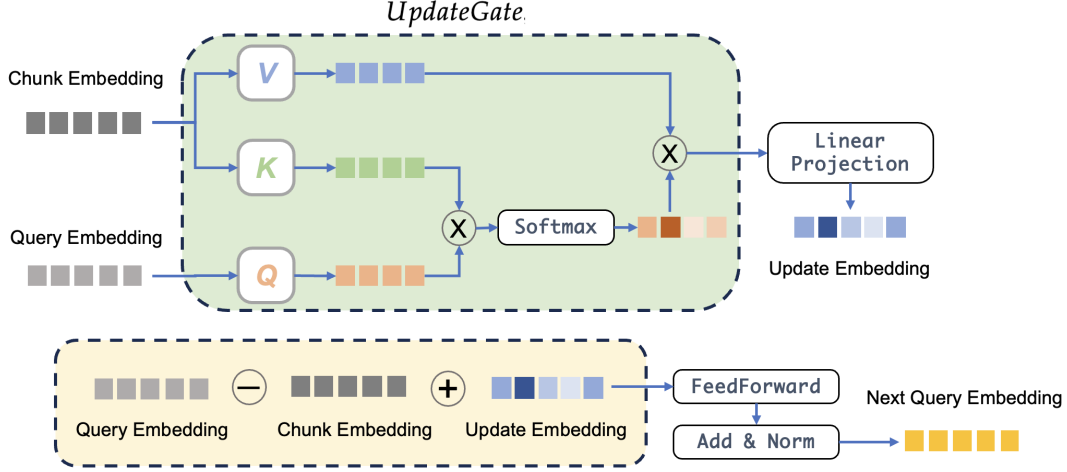 UpdateGate
Chunk Embedding
V
K
Query Embedding
Q
X
Softmax
X
Linear
Projection
Update Embedding
Query Embedding
−
Chunk Embedding
+
Update Embedding
FeedForward
Add & Norm
Next Query Embedding